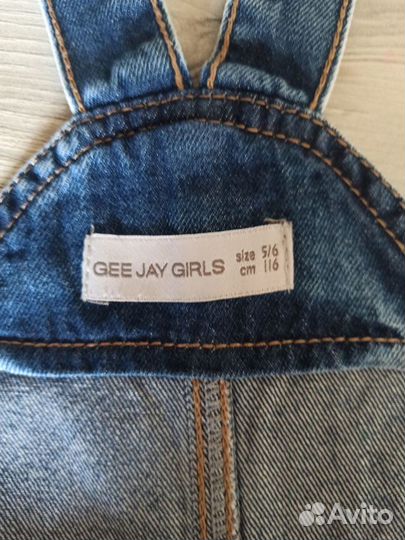 GEE JAY GIRLS
size 5/6
cm 116
Avito